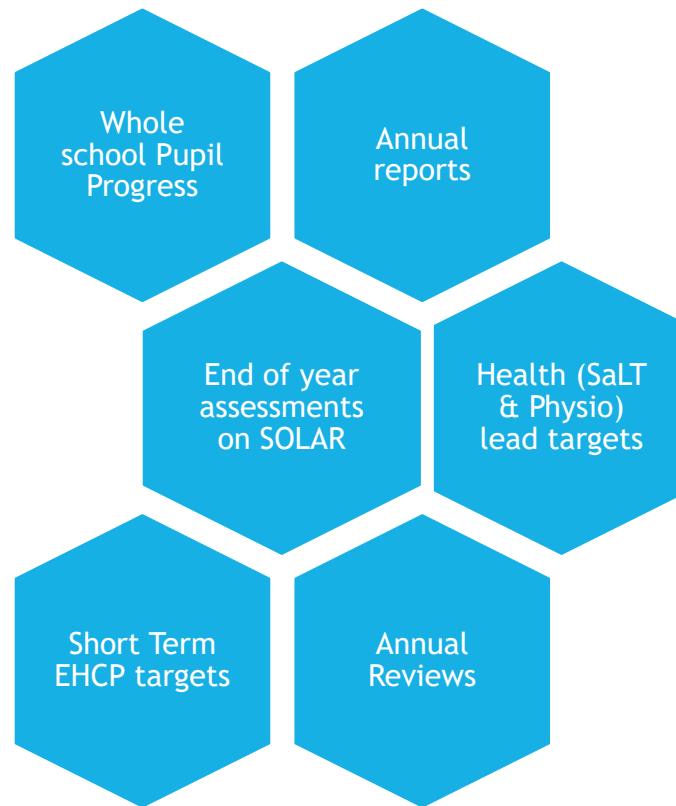 Whole
school Pupil
Progress
Annual
reports
End of year
assessments
on SOLAR
Health (SaLT
& Physio)
lead targets
Short Term
EHCP targets
Annual
Reviews